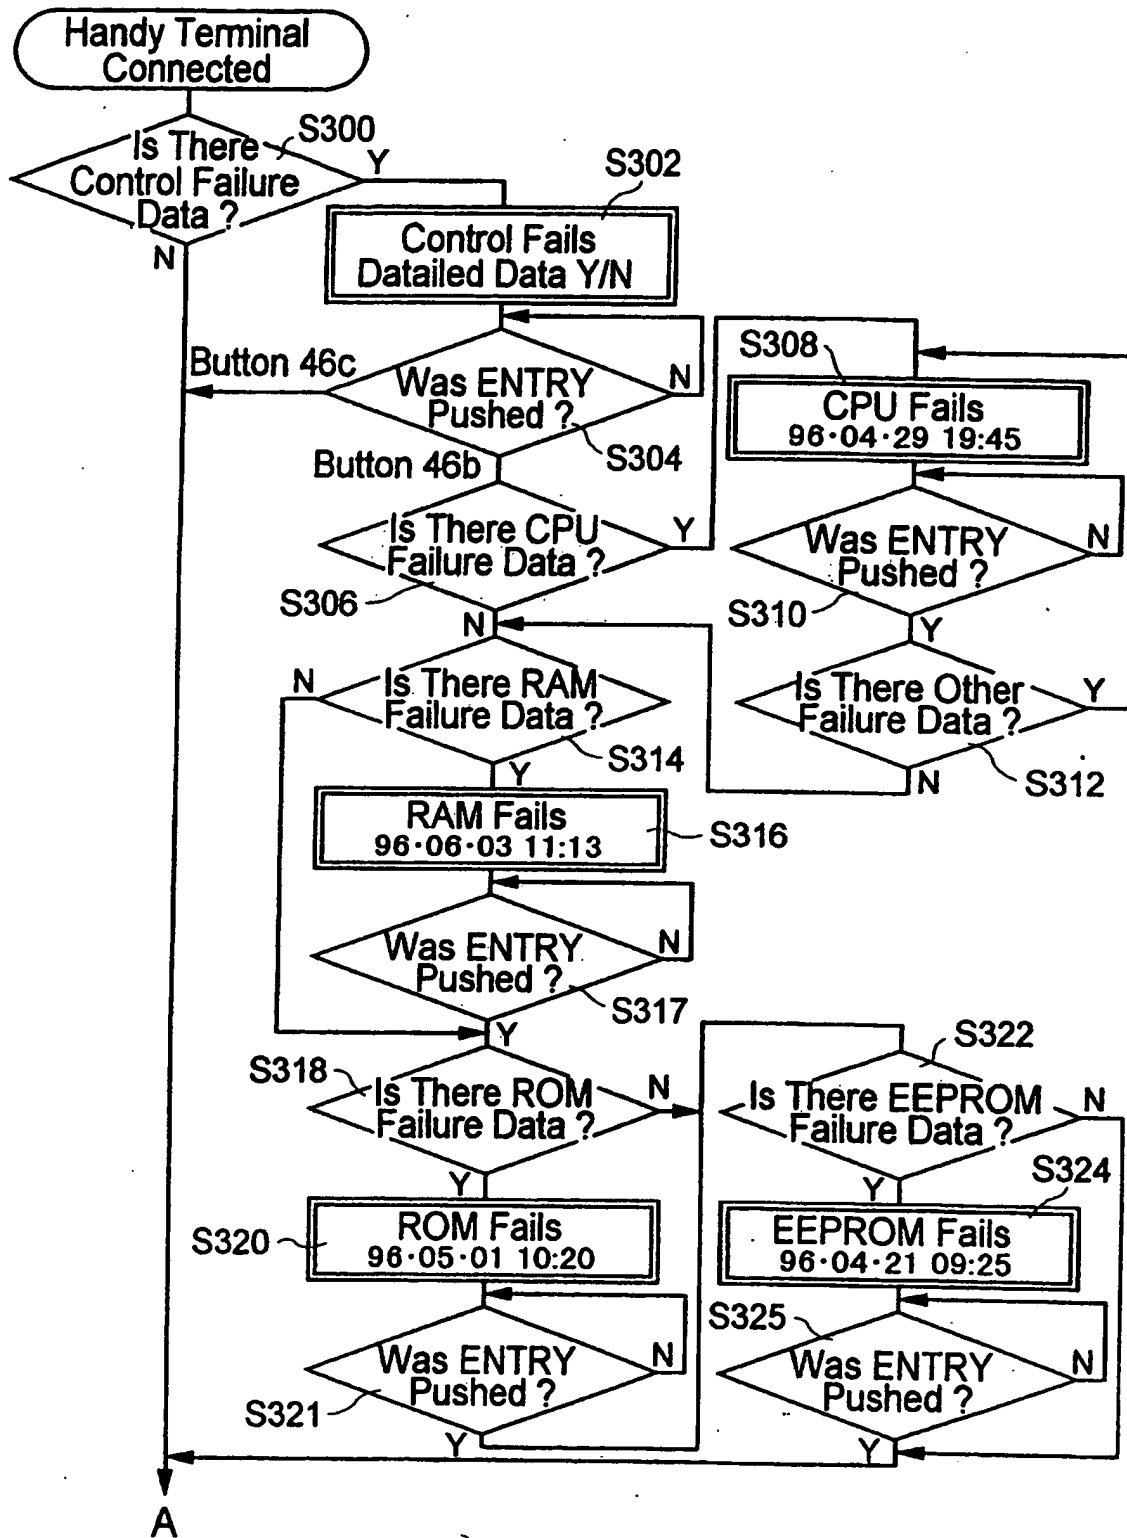 Handy Terminal
Connected
S300
Is There
Control Failure
Data ?
Y
N
S302
Control Fails
Datailed Data Y/N
Button 46c
Was ENTRY
Pushed ?
N
S304
Button 46b
Is There CPU
Failure Data ?
Y
S306
N
S308
CPU Fails
96·04·29 19:45
Was ENTRY
Pushed ?
N
S310
Y
Is There Other
Failure Data ?
Y
S312
N
N
Is There RAM
Failure Data ?
S314
Y
RAM Fails
96·06·03 11:13
S316
Was ENTRY
Pushed ?
N
S317
Y
S318
Is There ROM
Failure Data ?
N
Y
ROM Fails
96·05·01 10:20
S320
Was ENTRY
Pushed ?
N
S321
Y
S322
Is There EEPROM
Failure Data ?
N
Y
S324
EEPROM Fails
96·04·21 09:25
S325
Was ENTRY
Pushed ?
N
Y
A